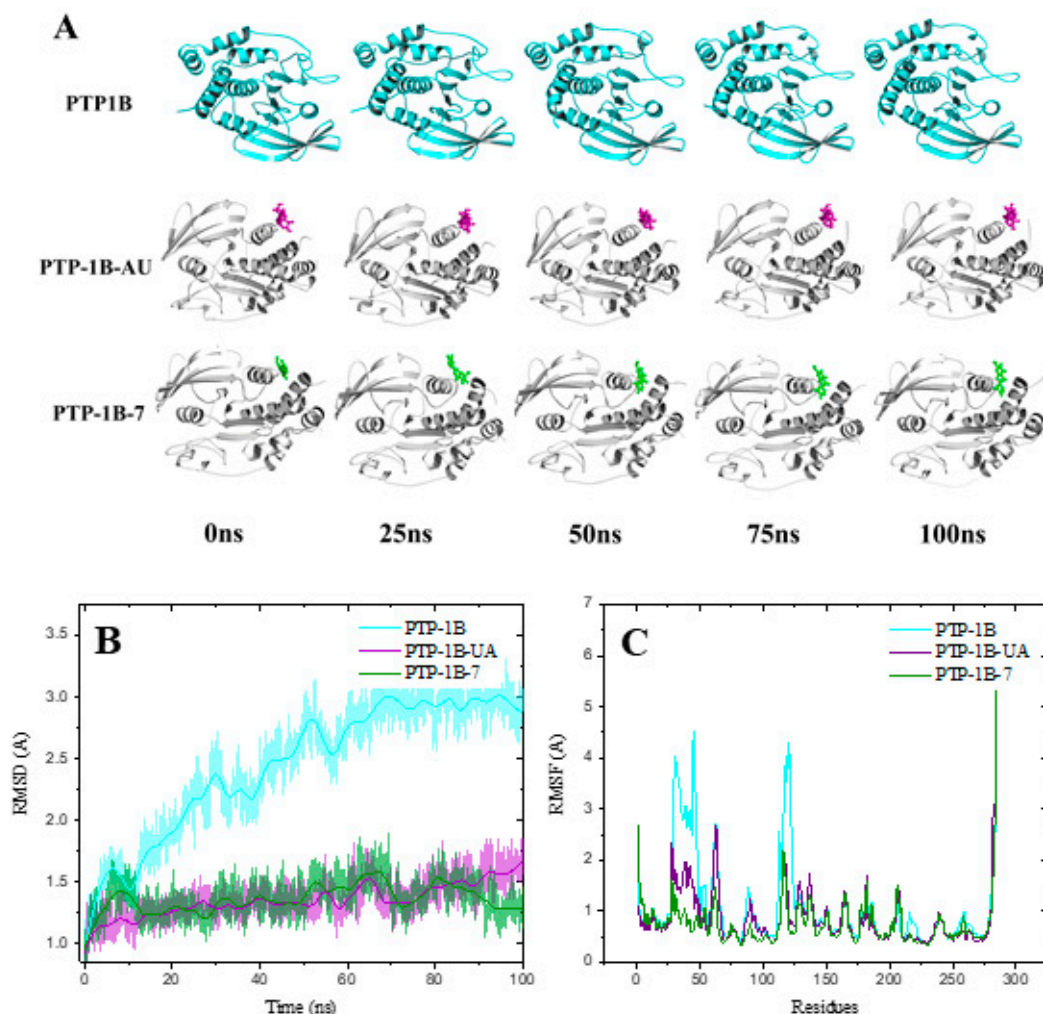 A
PTP1B
PTP-1B-AU
PTP-1B-7
0ns 25ns 50ns 75ns 100ns
B
PTP-1B
PTP-1B-UA
PTP-1B-7
3.5
3.0
2.5
2.0
1.5
1.0
RMSD (A)
0 20 40 60 80 100
Time (ns)
C
PTP-1B
PTP-1B-UA
PTP-1B-7
7
6
5
4
3
2
1
0
RMSF (A)
0 50 100 150 200 250 300
Residues